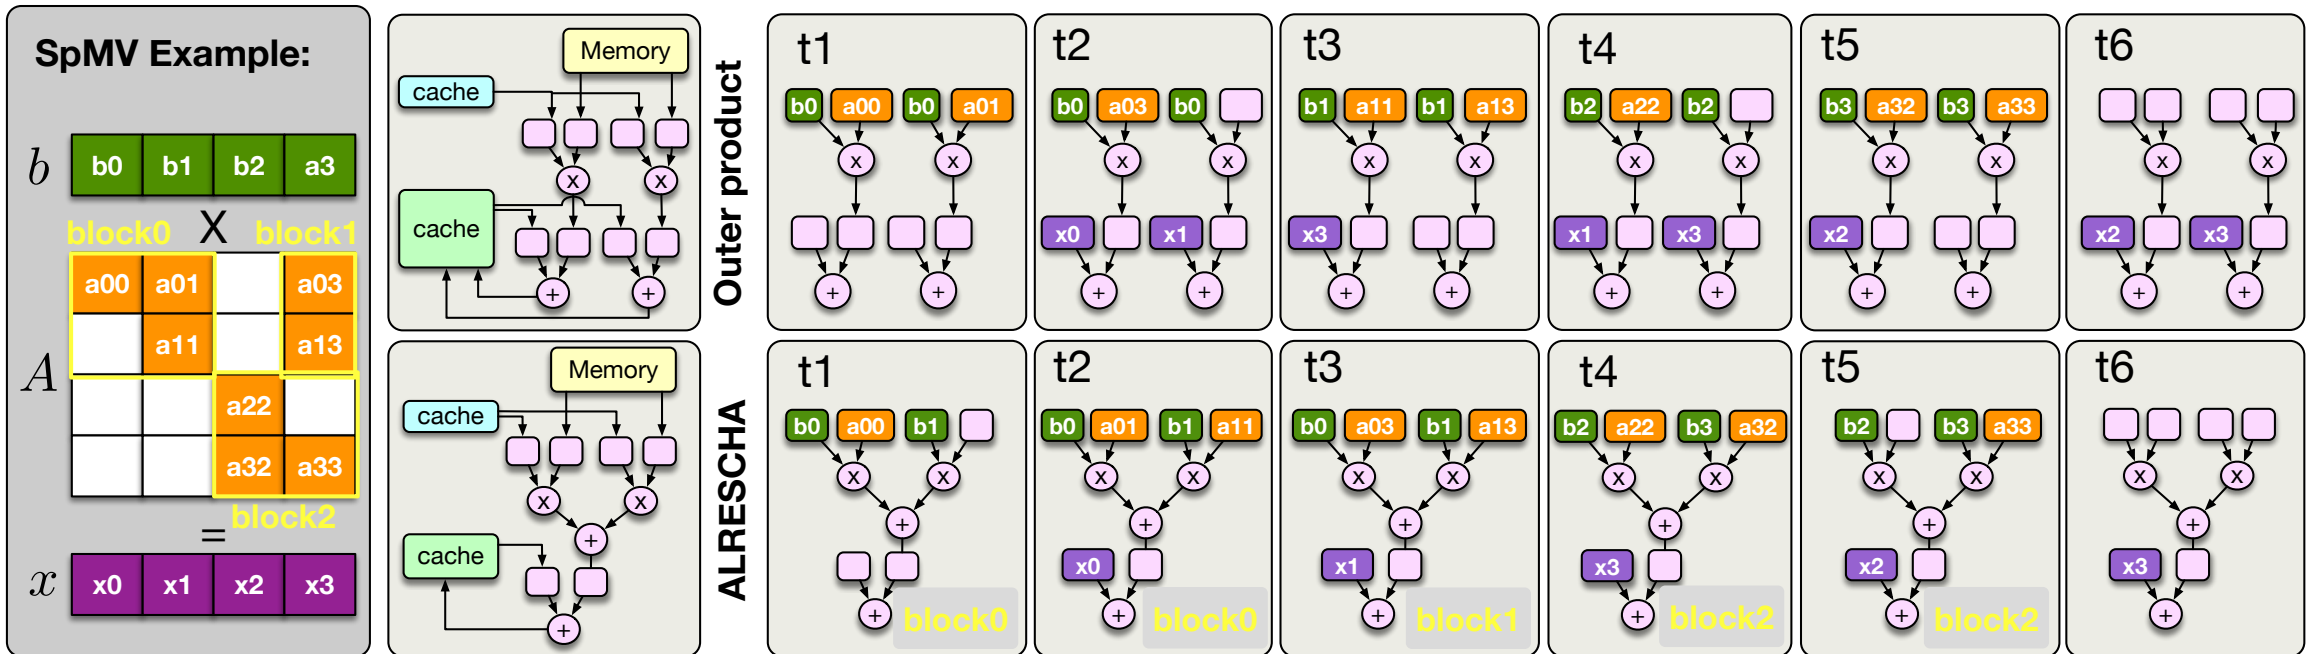 SpMV Example:
b b0 b1 b2 a3
block0 X block1
a00 a01 a03
a11 a13
A
a22
a32 a33
block2
=
x x0 x1 x2 x3
Memory
cache
x x
cache
+ +
Memory
cache
x x
+
cache
+
Outer product
t1
b0 a00 b0 a01
x x
+ +
t2
b0 a03 b0
x x
x0 x1
+ +
t3
b1 a11 b1 a13
x x
x3
+ +
t4
b2 a22 b2
x x
x1 x3
+ +
t5
b3 a32 b3 a33
x x
x2
+ +
t6
x x
x2 x3
+ +
ALRESCHA
t1
b0 a00 b1
x x
+
+
block0
t2
b0 a01 b1 a11
x x
+
x0
+
block0
t3
b0 a03 b1 a13
x x
+
x1
+
block1
t4
b2 a22 b3 a32
x x
+
x3
+
block2
t5
b2 b3 a33
x x
+
x2
+
block2
t6
x x
+
x3
+